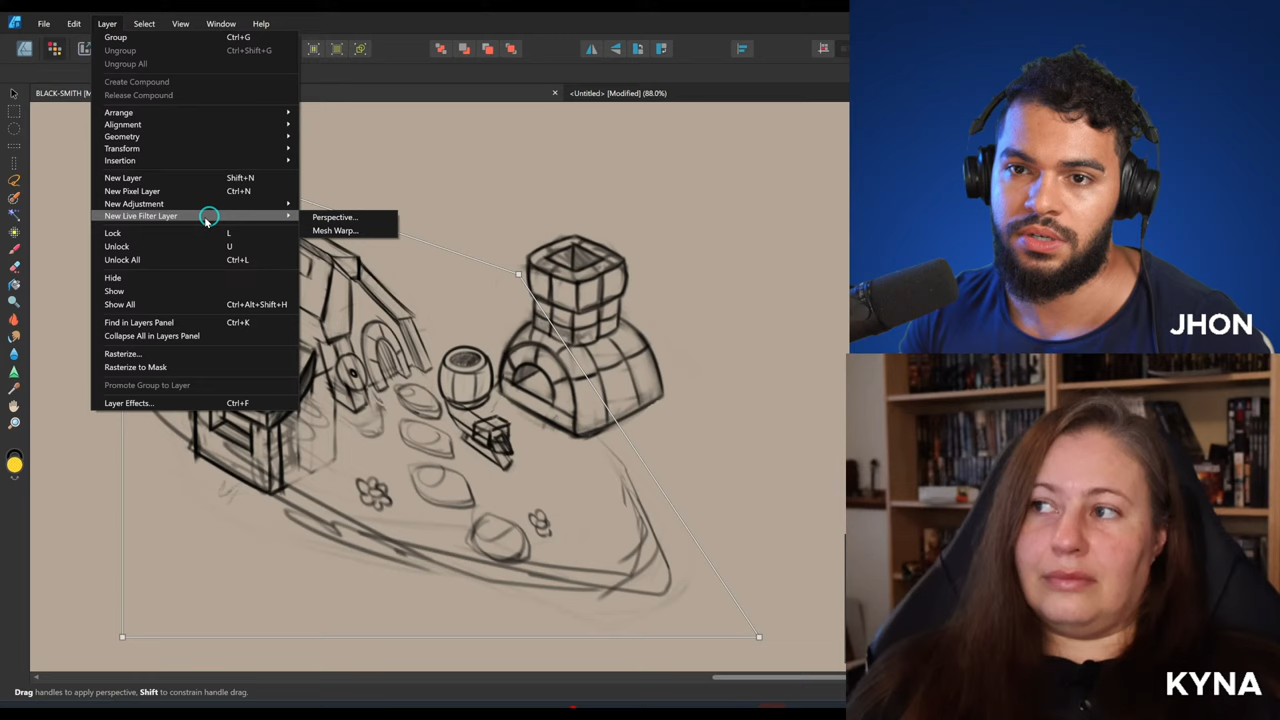 File Edit Layer Select View Window Help
Group Ctrl+G
Ungroup Ctrl+Shift+G
Ungroup All
Create Compound
Release Compound
BLACK-SMITH [M
<Untitled> [Modified] (88.0%)
Arrange
Alignment
Geometry
Transform
Insertion
New Layer Shift+N
New Pixel Layer Ctrl+N
New Adjustment
New Live Filter Layer
Perspective...
Mesh Warp...
Lock L
Unlock U
Unlock All Ctrl+L
Hide
Show
Show All Ctrl+Alt+Shift+H
Find in Layers Panel Ctrl+K
Collapse All in Layers Panel
Rasterize...
Rasterize to Mask
Promote Group to Layer
Layer Effects... Ctrl+F
Drag handles to apply perspective, Shift to constrain handle drag.
JHON
KYNA